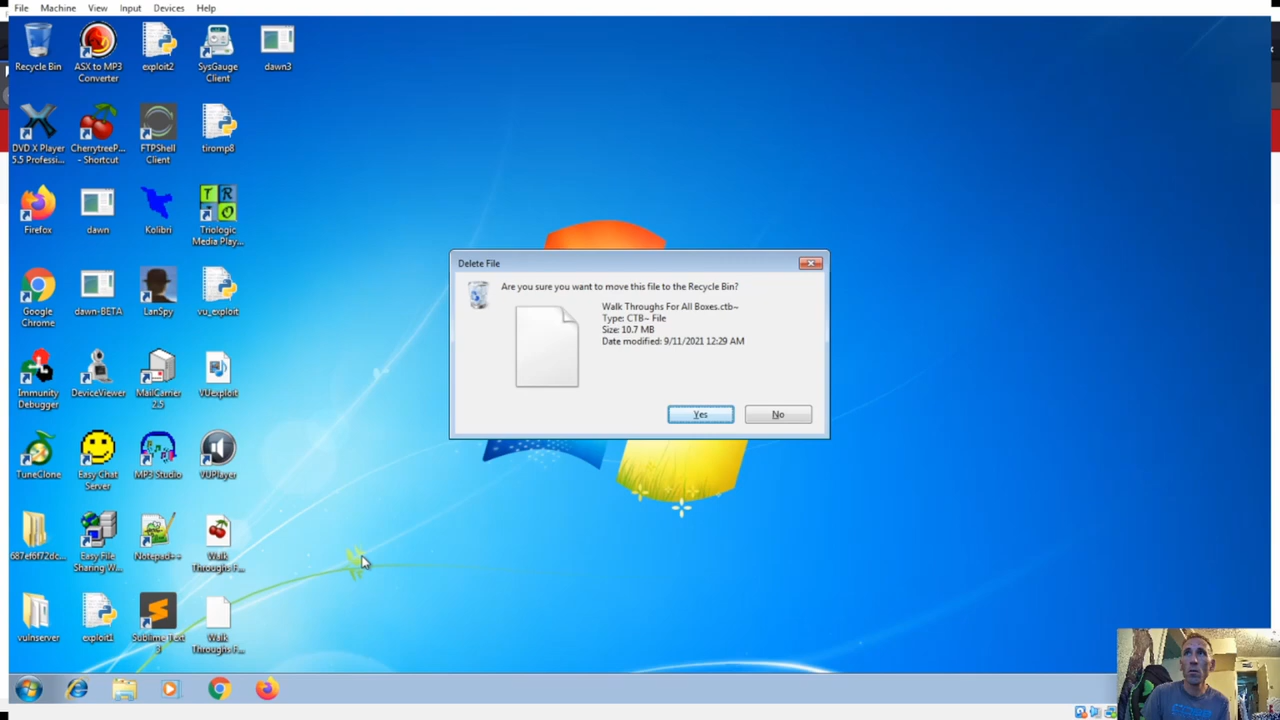 File Machine View Input Devices Help
Recycle Bin
ASX to MP3
Converter
exploit2
SysGauge
Client
dawn3
DVD X Player
5.5 Professi...
CherrytreeP...
- Shortcut
FTPShell
Client
tiromp8
Firefox
dawn
Kolibri
Triologic
Media Play...
Google
Chrome
dawn-BETA
LanSpy
vu_exploit
Immunity
Debugger
DeviceViewer
MailCarrier
2.5
VUexploit
TuneClone
Easy Chat
Server
MP3 Studio
VUPlayer
687ef6f72dc...
Easy File
Sharing W...
Notepad++
Walk
Throughs F...
vulnserver
exploit1
Sublime Text
3
Walk
Throughs F...
Delete File
Are you sure you want to move this file to the Recycle Bin?
Walk Throughs For All Boxes.ctb~
Type: CTB~ File
Size: 10.7 MB
Date modified: 9/11/2021 12:29 AM
Yes
No